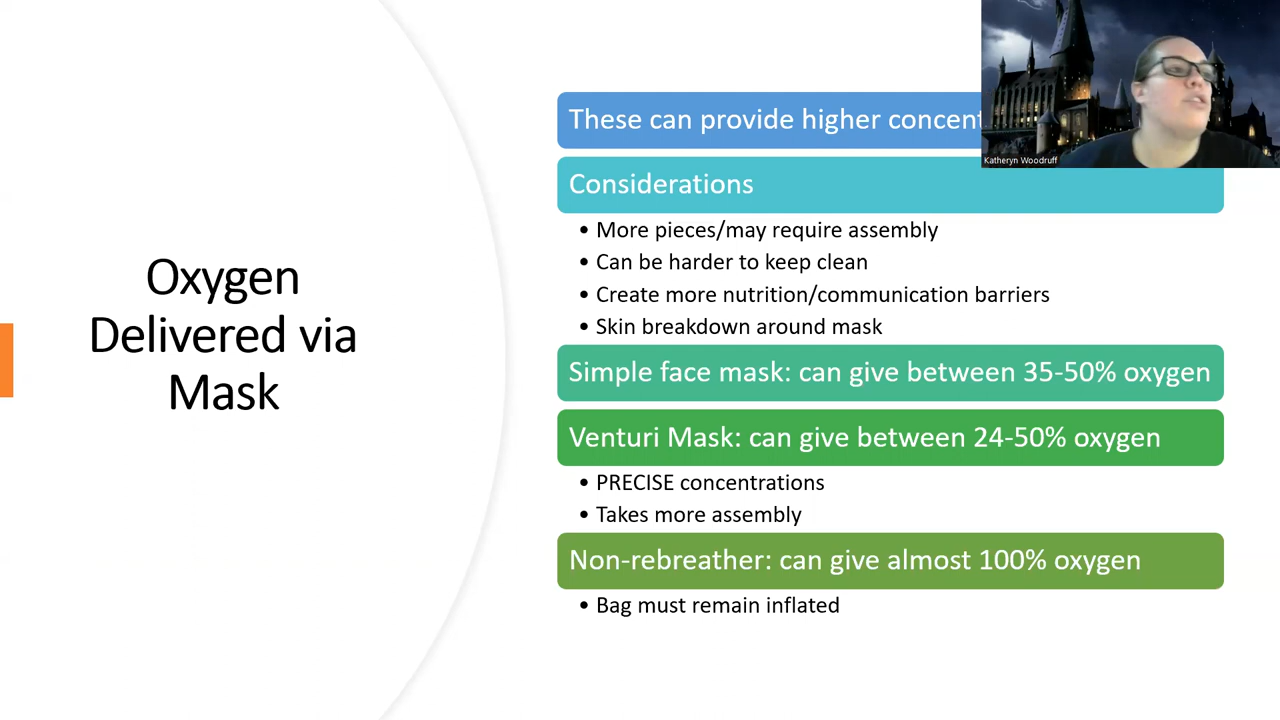 Oxygen
Delivered via
Mask
These can provide higher
Considerations
• More pieces/may require assembly
• Can be harder to keep clean
• Create more nutrition/communication barriers
• Skin breakdown around mask
Simple face mask: can give between 35-50% oxygen
Venturi Mask: can give between 24-50% oxygen
• PRECISE concentrations
• Takes more assembly
Non-rebreather: can give almost 100% oxygen
• Bag must remain inflated
Katheryn Woodruff